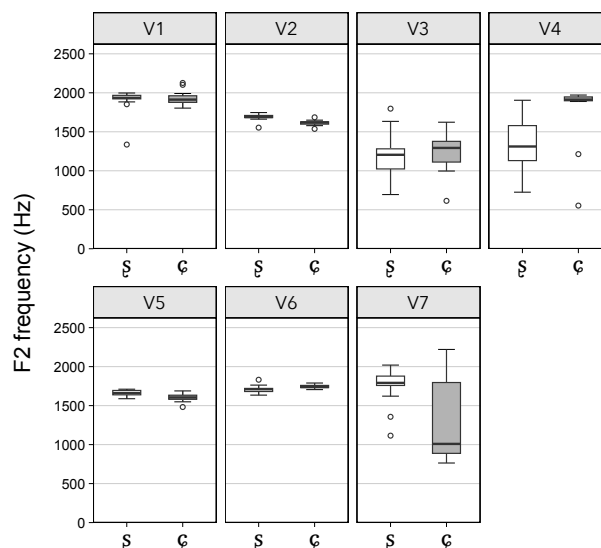 V1 V2 V3 V4
2500
2000
1500
1000
500
0
ʂ ɕ ʂ ɕ ʂ ɕ ʂ ɕ
F2 frequency (Hz)
V5 V6 V7
2500
2000
1500
1000
500
0
ʂ ɕ ʂ ɕ ʂ ɕ